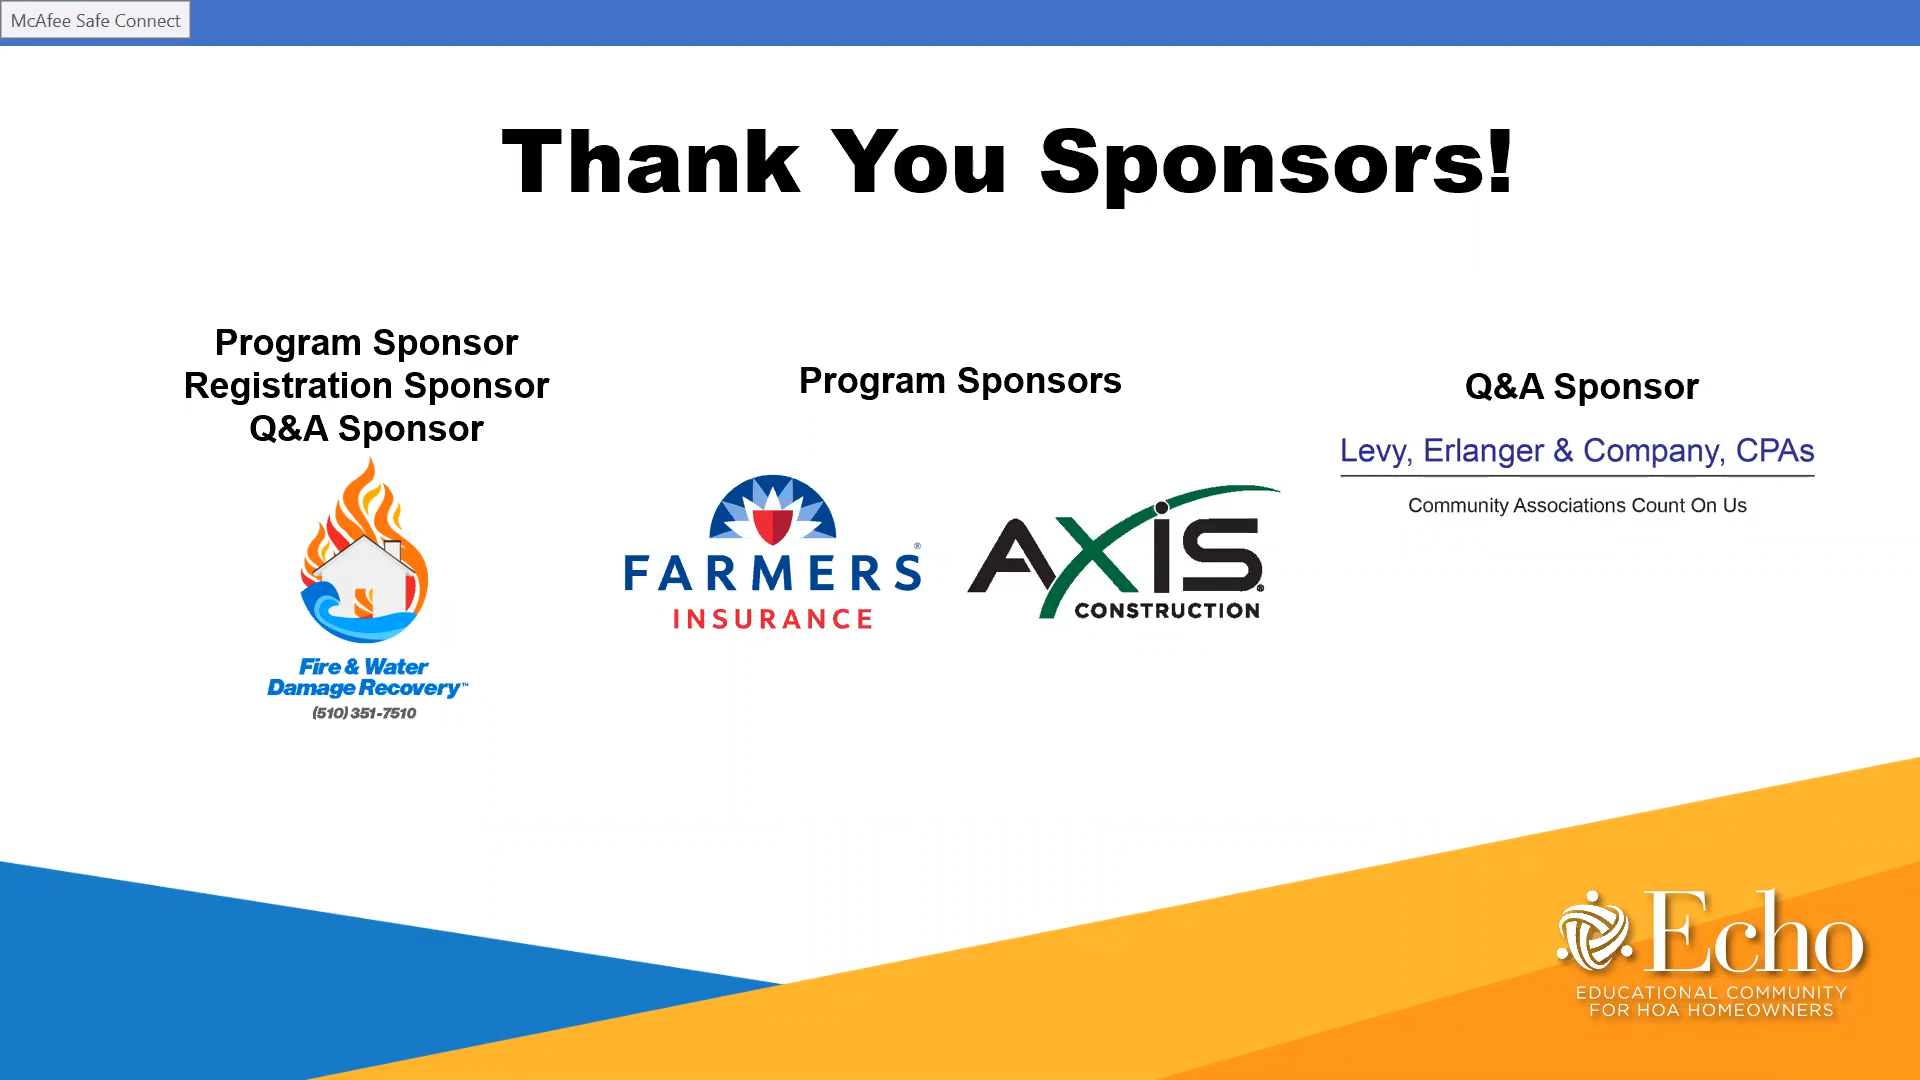 McAfee Safe Connect
Thank You Sponsors!
Program Sponsor
Registration Sponsor
Q&A Sponsor
Fire & Water
Damage Recovery™
(510) 351-7510
Program Sponsors
FARMERS®
INSURANCE
AXIS®
CONSTRUCTION
Q&A Sponsor
Levy, Erlanger & Company, CPAs
Community Associations Count On Us
Echo
EDUCATIONAL COMMUNITY
FOR HOA HOMEOWNERS